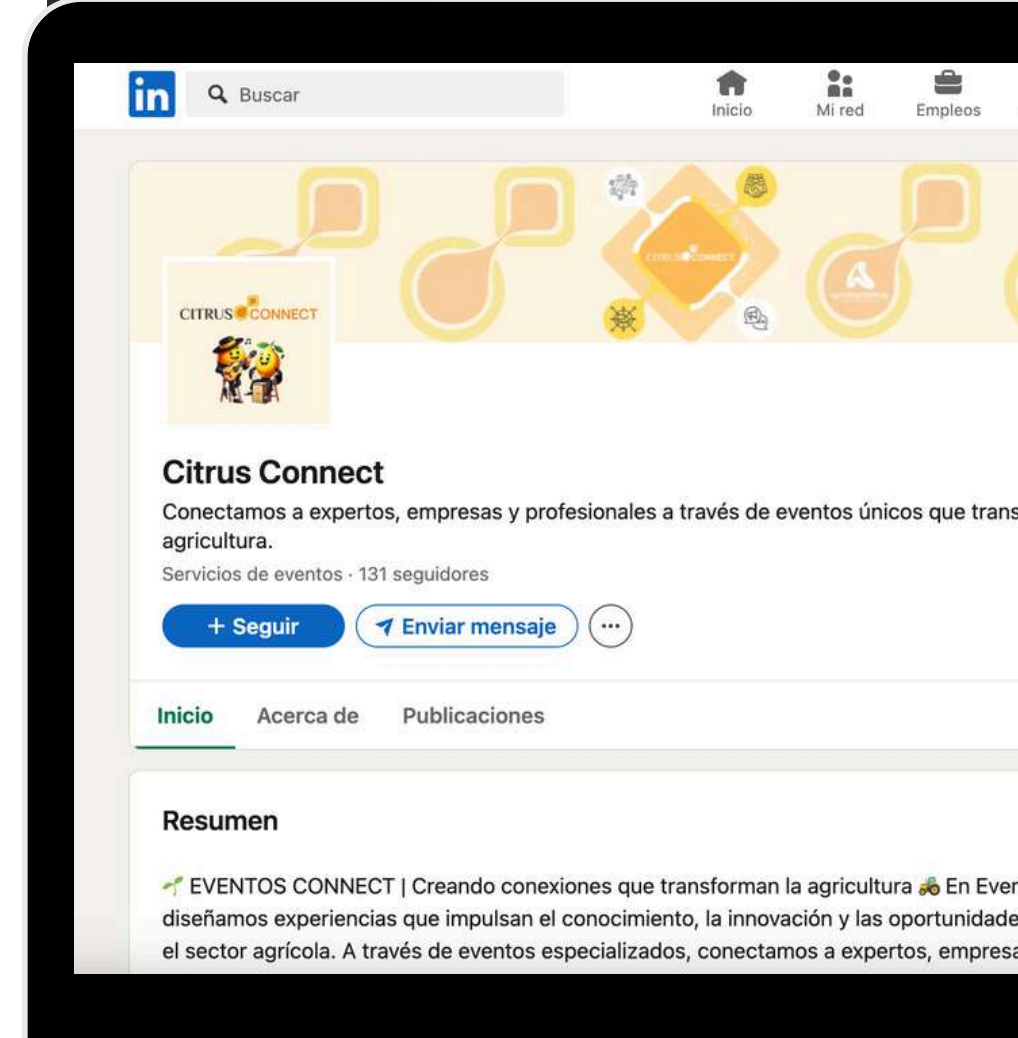 in
Buscar
Inicio
Mi red
Empleos
CITRUS CONNECT
CITRUS CONNECT
Citrus Connect
Conectamos a expertos, empresas y profesionales a través de eventos únicos que trans
agricultura.
Servicios de eventos · 131 seguidores
+ Seguir
Enviar mensaje
Inicio
Acerca de
Publicaciones
Resumen
🌱 EVENTOS CONNECT | Creando conexiones que transforman la agricultura 🚜 En Even
diseñamos experiencias que impulsan el conocimiento, la innovación y las oportunidade
el sector agrícola. A través de eventos especializados, conectamos a expertos, empresa